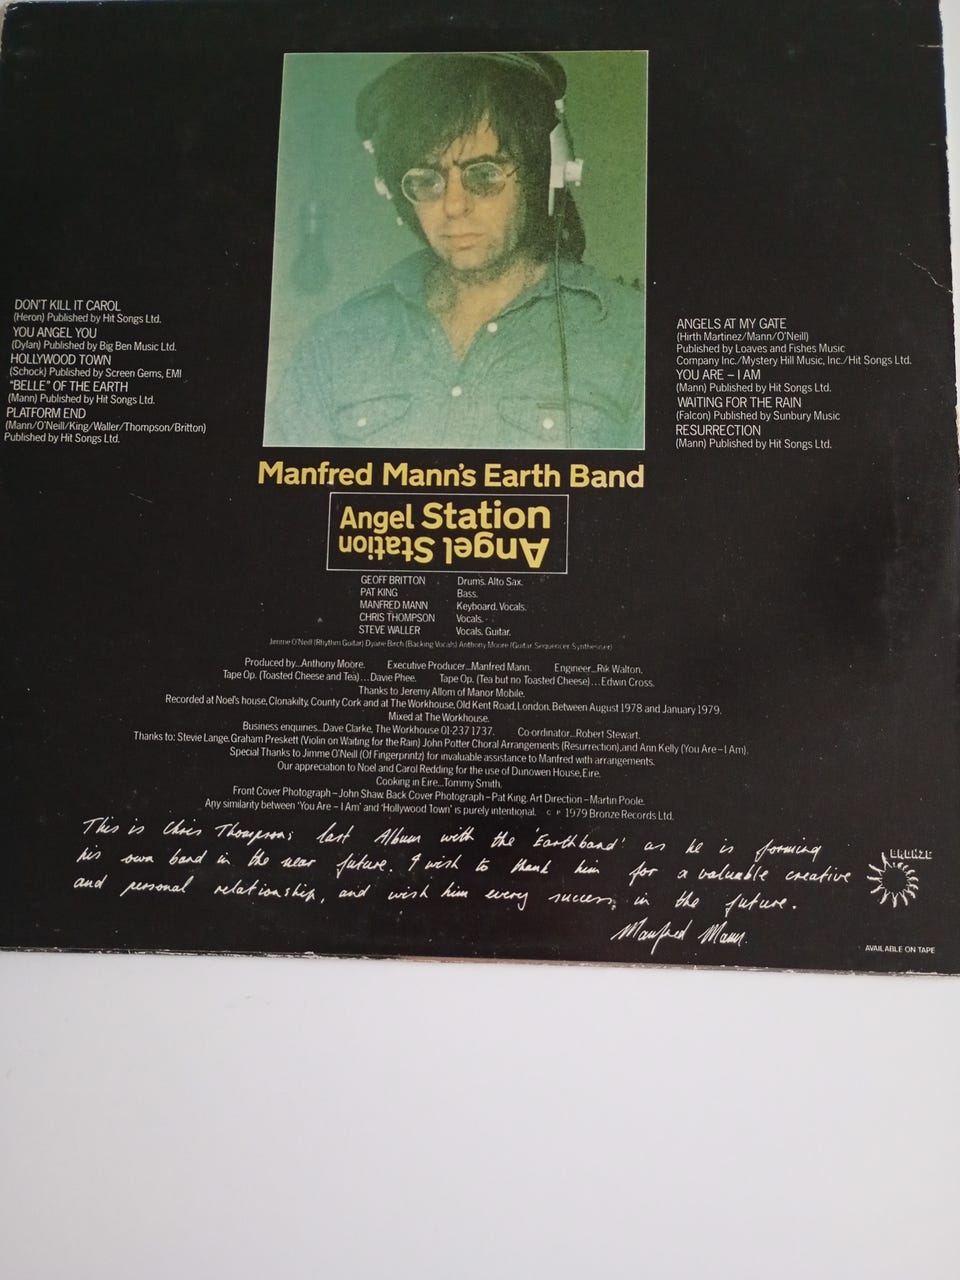 DON'T KILL IT CAROL
(Heron) Published by Hit Songs Ltd.
YOU ANGEL YOU
(Dylan) Published by Big Ben Music Ltd.
HOLLYWOOD TOWN
(Schock) Published by Screen Gems, EMI
"BELLE" OF THE EARTH
(Mann) Published by Hit Songs Ltd.
PLATFORM END
(Mann/O'Neill/King/Waller/Thompson/Britton)
Published by Hit Songs Ltd.
ANGELS AT MY GATE
(Hirth Martinez/Mann/O'Neill)
Published by Loaves and Fishes Music
Company Inc./Mystery Hill Music, Inc./Hit Songs Ltd.
YOU ARE – I AM
(Mann) Published by Hit Songs Ltd.
WAITING FOR THE RAIN
(Falcon) Published by Sunbury Music
RESURRECTION
(Mann) Published by Hit Songs Ltd.
Manfred Mann's Earth Band
Angel Station
Angel Station
GEOFF BRITTON Drums. Alto Sax.
PAT KING Bass.
MANFRED MANN Keyboard. Vocals.
CHRIS THOMPSON Vocals.
STEVE WALLER Vocals. Guitar.
Jimme O'Neill (Rhythm Guitar) Dyane Birch (Backing Vocals) Anthony Moore (Guitar. Sequencer. Synthesiser)
Produced by...Anthony Moore. Executive Producer...Manfred Mann. Engineer...Rik Walton.
Tape Op. (Toasted Cheese and Tea)...Davie Phee. Tape Op. (Tea but no Toasted Cheese)...Edwin Cross.
Thanks to Jeremy Allom of Manor Mobile.
Recorded at Noel's house, Clonakilty, County Cork and at The Workhouse, Old Kent Road, London. Between August 1978 and January 1979.
Mixed at The Workhouse.
Business enquiries...Dave Clarke, The Workhouse 01-237 1737. Co-ordinator...Robert Stewart.
Thanks to: Steve Lange. Graham Preskett (Violin on Waiting for the Rain) John Potter Choral Arrangements (Resurrection), and Ann Kelly (You Are – I Am).
Special Thanks to Jimme O'Neill (Of Fingerprintz) for invaluable assistance to Manfred with arrangements.
Our appreciation to Noel and Carol Redding for the use of Dunowen House, Eire.
Cooking in Eire...Tommy Smith.
Front Cover Photograph – John Shaw. Back Cover Photograph – Pat King. Art Direction – Martin Poole.
Any similarity between 'You Are – I Am' and 'Hollywood Town' is purely intentional. C P 1979 Bronze Records Ltd.
This is Chris Thompsons last Album with the 'Earthband' as he is forming
his own band in the near future. I wish to thank him for a valuable creative
and personal relationship, and wish him every success in the future.
Manfred Mann.
BRONZE
AVAILABLE ON TAPE